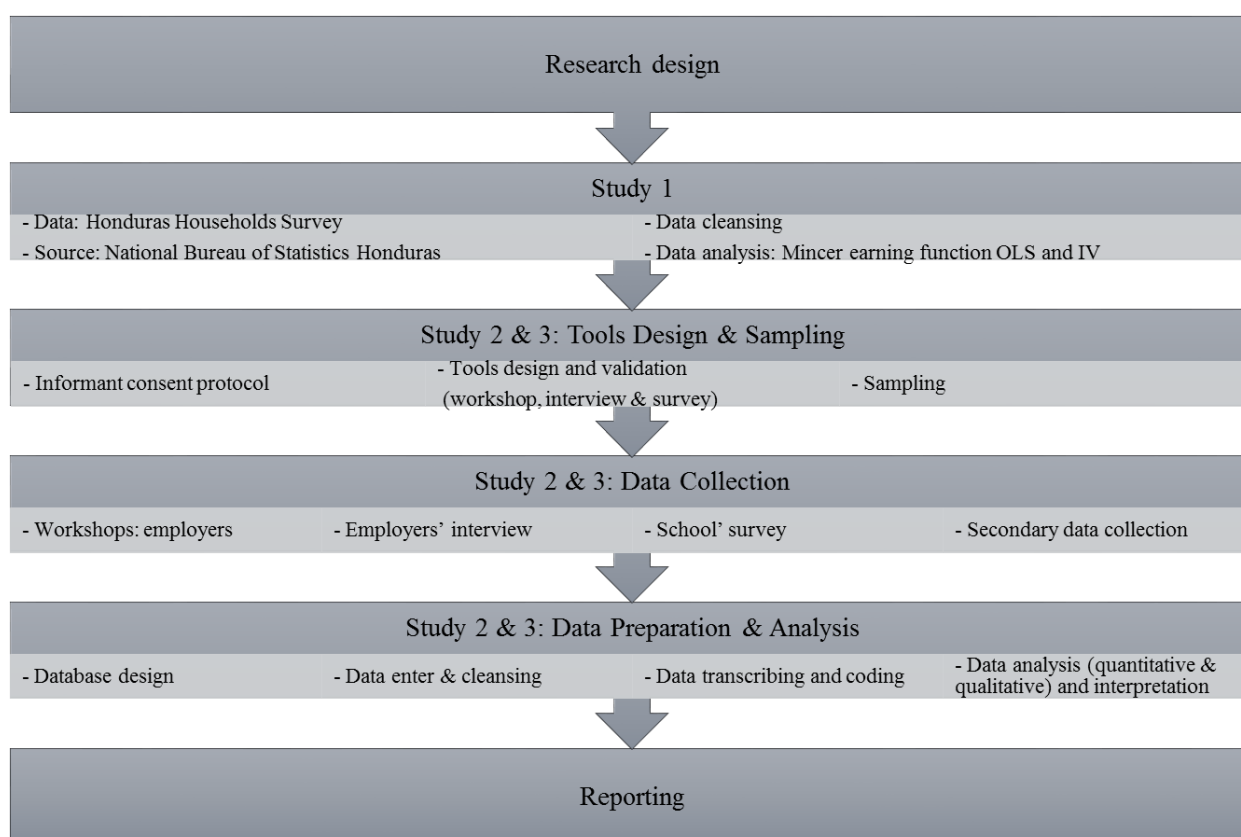 Research design
Study 1
- Data: Honduras Households Survey
- Source: National Bureau of Statistics Honduras
- Data cleansing
- Data analysis: Mincer earning function OLS and IV
Study 2 & 3: Tools Design & Sampling
- Informant consent protocol
- Tools design and validation
(workshop, interview & survey)
- Sampling
Study 2 & 3: Data Collection
- Workshops: employers
- Employers’ interview
- School’ survey
- Secondary data collection
Study 2 & 3: Data Preparation & Analysis
- Database design
- Data enter & cleansing
- Data transcribing and coding
- Data analysis (quantitative &
qualitative) and interpretation
Reporting